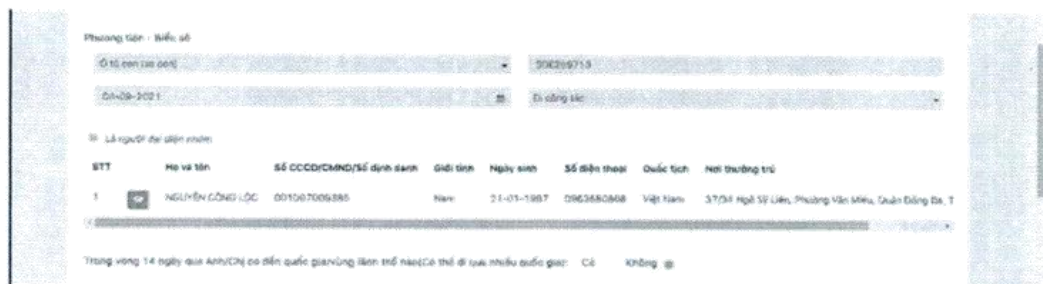 Phương tiện - Biển số
Ô tô con (xe con)
04-09-2021 Đi công tác
Là người đại diện nhóm
STT Họ và tên Số CCCD/CMND/Số định danh Giới tính Ngày sinh Số điện thoại Quốc tịch Nơi thường trú
1 NGUYỄN CÔNG LỘC Nam Việt Nam Ngõ Sỹ Liên, Phường Văn Miếu, Quận Đống Đa, T
Trong vòng 14 ngày qua Anh/Chị có đến quốc gia/vùng lãnh thổ nào(Có thể đi qua nhiều quốc gia): Có Không